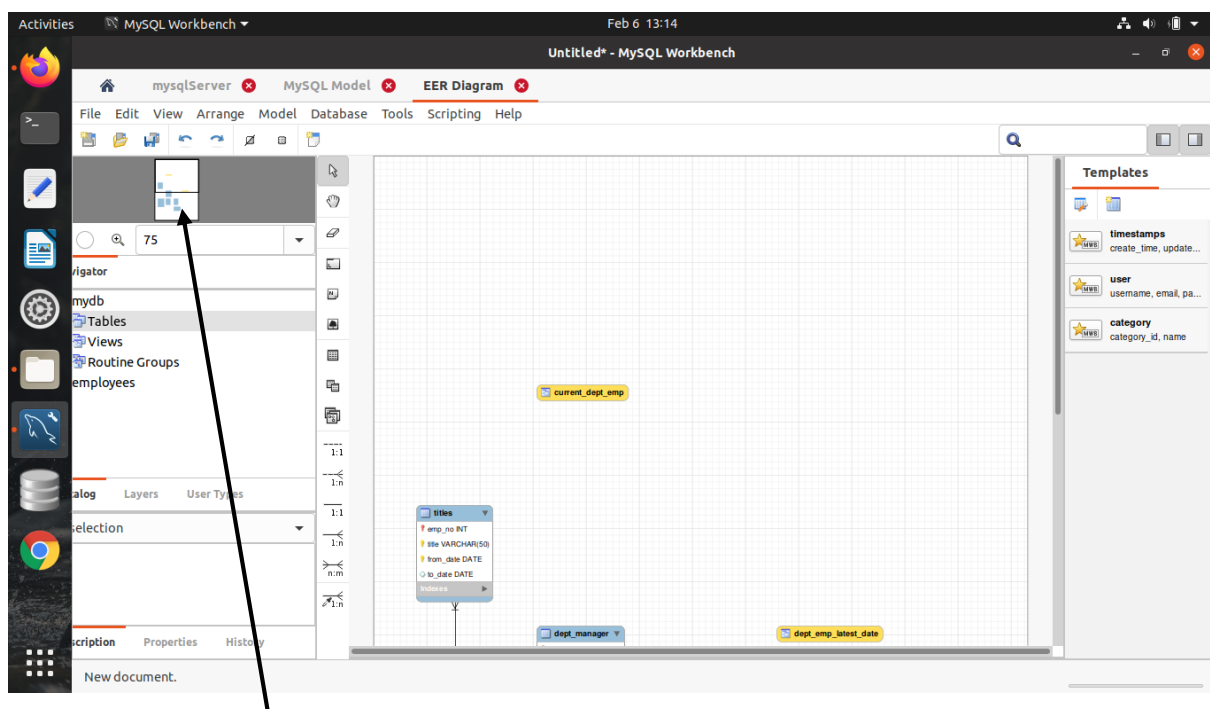 Activities MySQL Workbench Feb 6 13:14
Untitled* - MySQL Workbench
mysqlServer MySQL Model EER Diagram
File Edit View Arrange Model Database Tools Scripting Help
75
vigator
mydb
Tables
Views
Routine Groups
employees
alog Layers User Types
selection
scription Properties History
New document.
1:1
1:n
1:1
1:n
n:m
1:n
current_dept_emp
titles
emp_no INT
title VARCHAR(50)
from_date DATE
to_date DATE
Indexes
dept_manager
dept_emp_latest_date
Templates
timestamps
create_time, update...
user
username, email, pa...
category
category_id, name